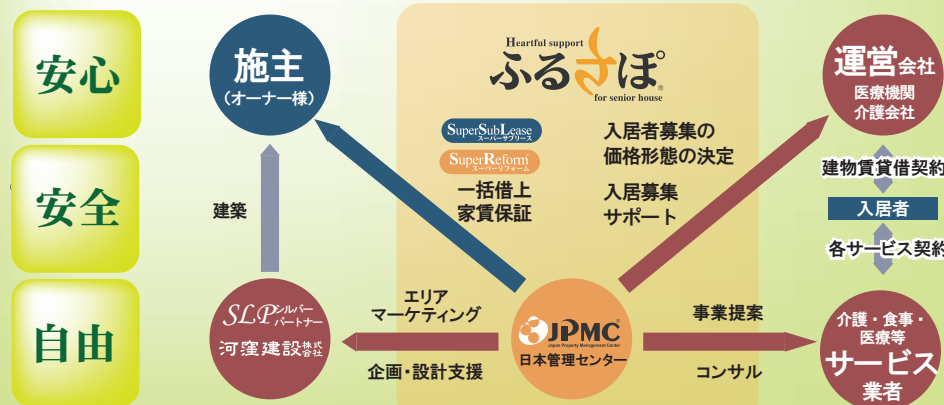 安心
安全
自由
施主
(オーナー様)
建築
SLPシルバーパートナー
河窪建設株式会社
Heartful support
ふるさぽ®
for senior house
SuperSubLease
スーパーサブリース
SuperReform
スーパーリフォーム
一括借上
家賃保証
入居者募集の
価格形態の決定
入居募集
サポート
エリア
マーケティング
企画・設計支援
JPMC®
Japan Property Management Center
日本管理センター
事業提案
コンサル
運営会社
医療機関
介護会社
建物賃貸借契約
入居者
各サービス契約
介護・食事・
医療等
サービス
業者